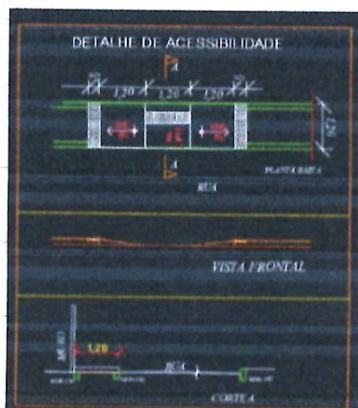 DETALHE DE ACESSIBILIDADE
A
1,20 1,20 1,20
1,20
A
RUA
PLANTA BAIXA
VISTA FRONTAL
MURO
1,20
RUA
CORTE A